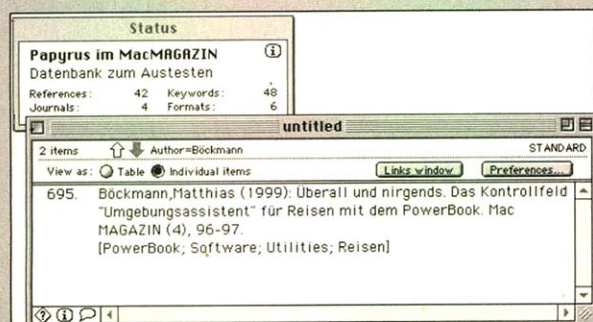 Status
Papyrus im MacMAGAZIN
Datenbank zum Austesten
References: 42 Keywords: 48
Journals: 4 Formats: 6
untitled
2 items Author=Böckmann STANDARD
View as: Table Individual items Links window Preferences...
695. Böckmann,Matthias (1999): Überall und nirgends. Das Kontrollfeld
"Umgebungsassistent" für Reisen mit dem PowerBook. Mac
MAGAZIN (4), 96-97.
[PowerBook; Software; Utilities; Reisen]